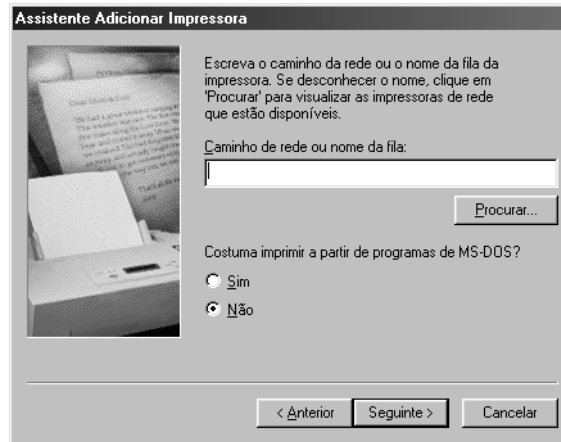 Assistente Adicionar Impressora
Escreva o caminho da rede ou o nome da fila da
impressora. Se desconhecer o nome, clique em
'Procurar' para visualizar as impressoras de rede
que estão disponíveis.
Caminho de rede ou nome da fila:
Procurar...
Costuma imprimir a partir de programas de MS-DOS?
Sim
Não
< Anterior
Seguinte >
Cancelar